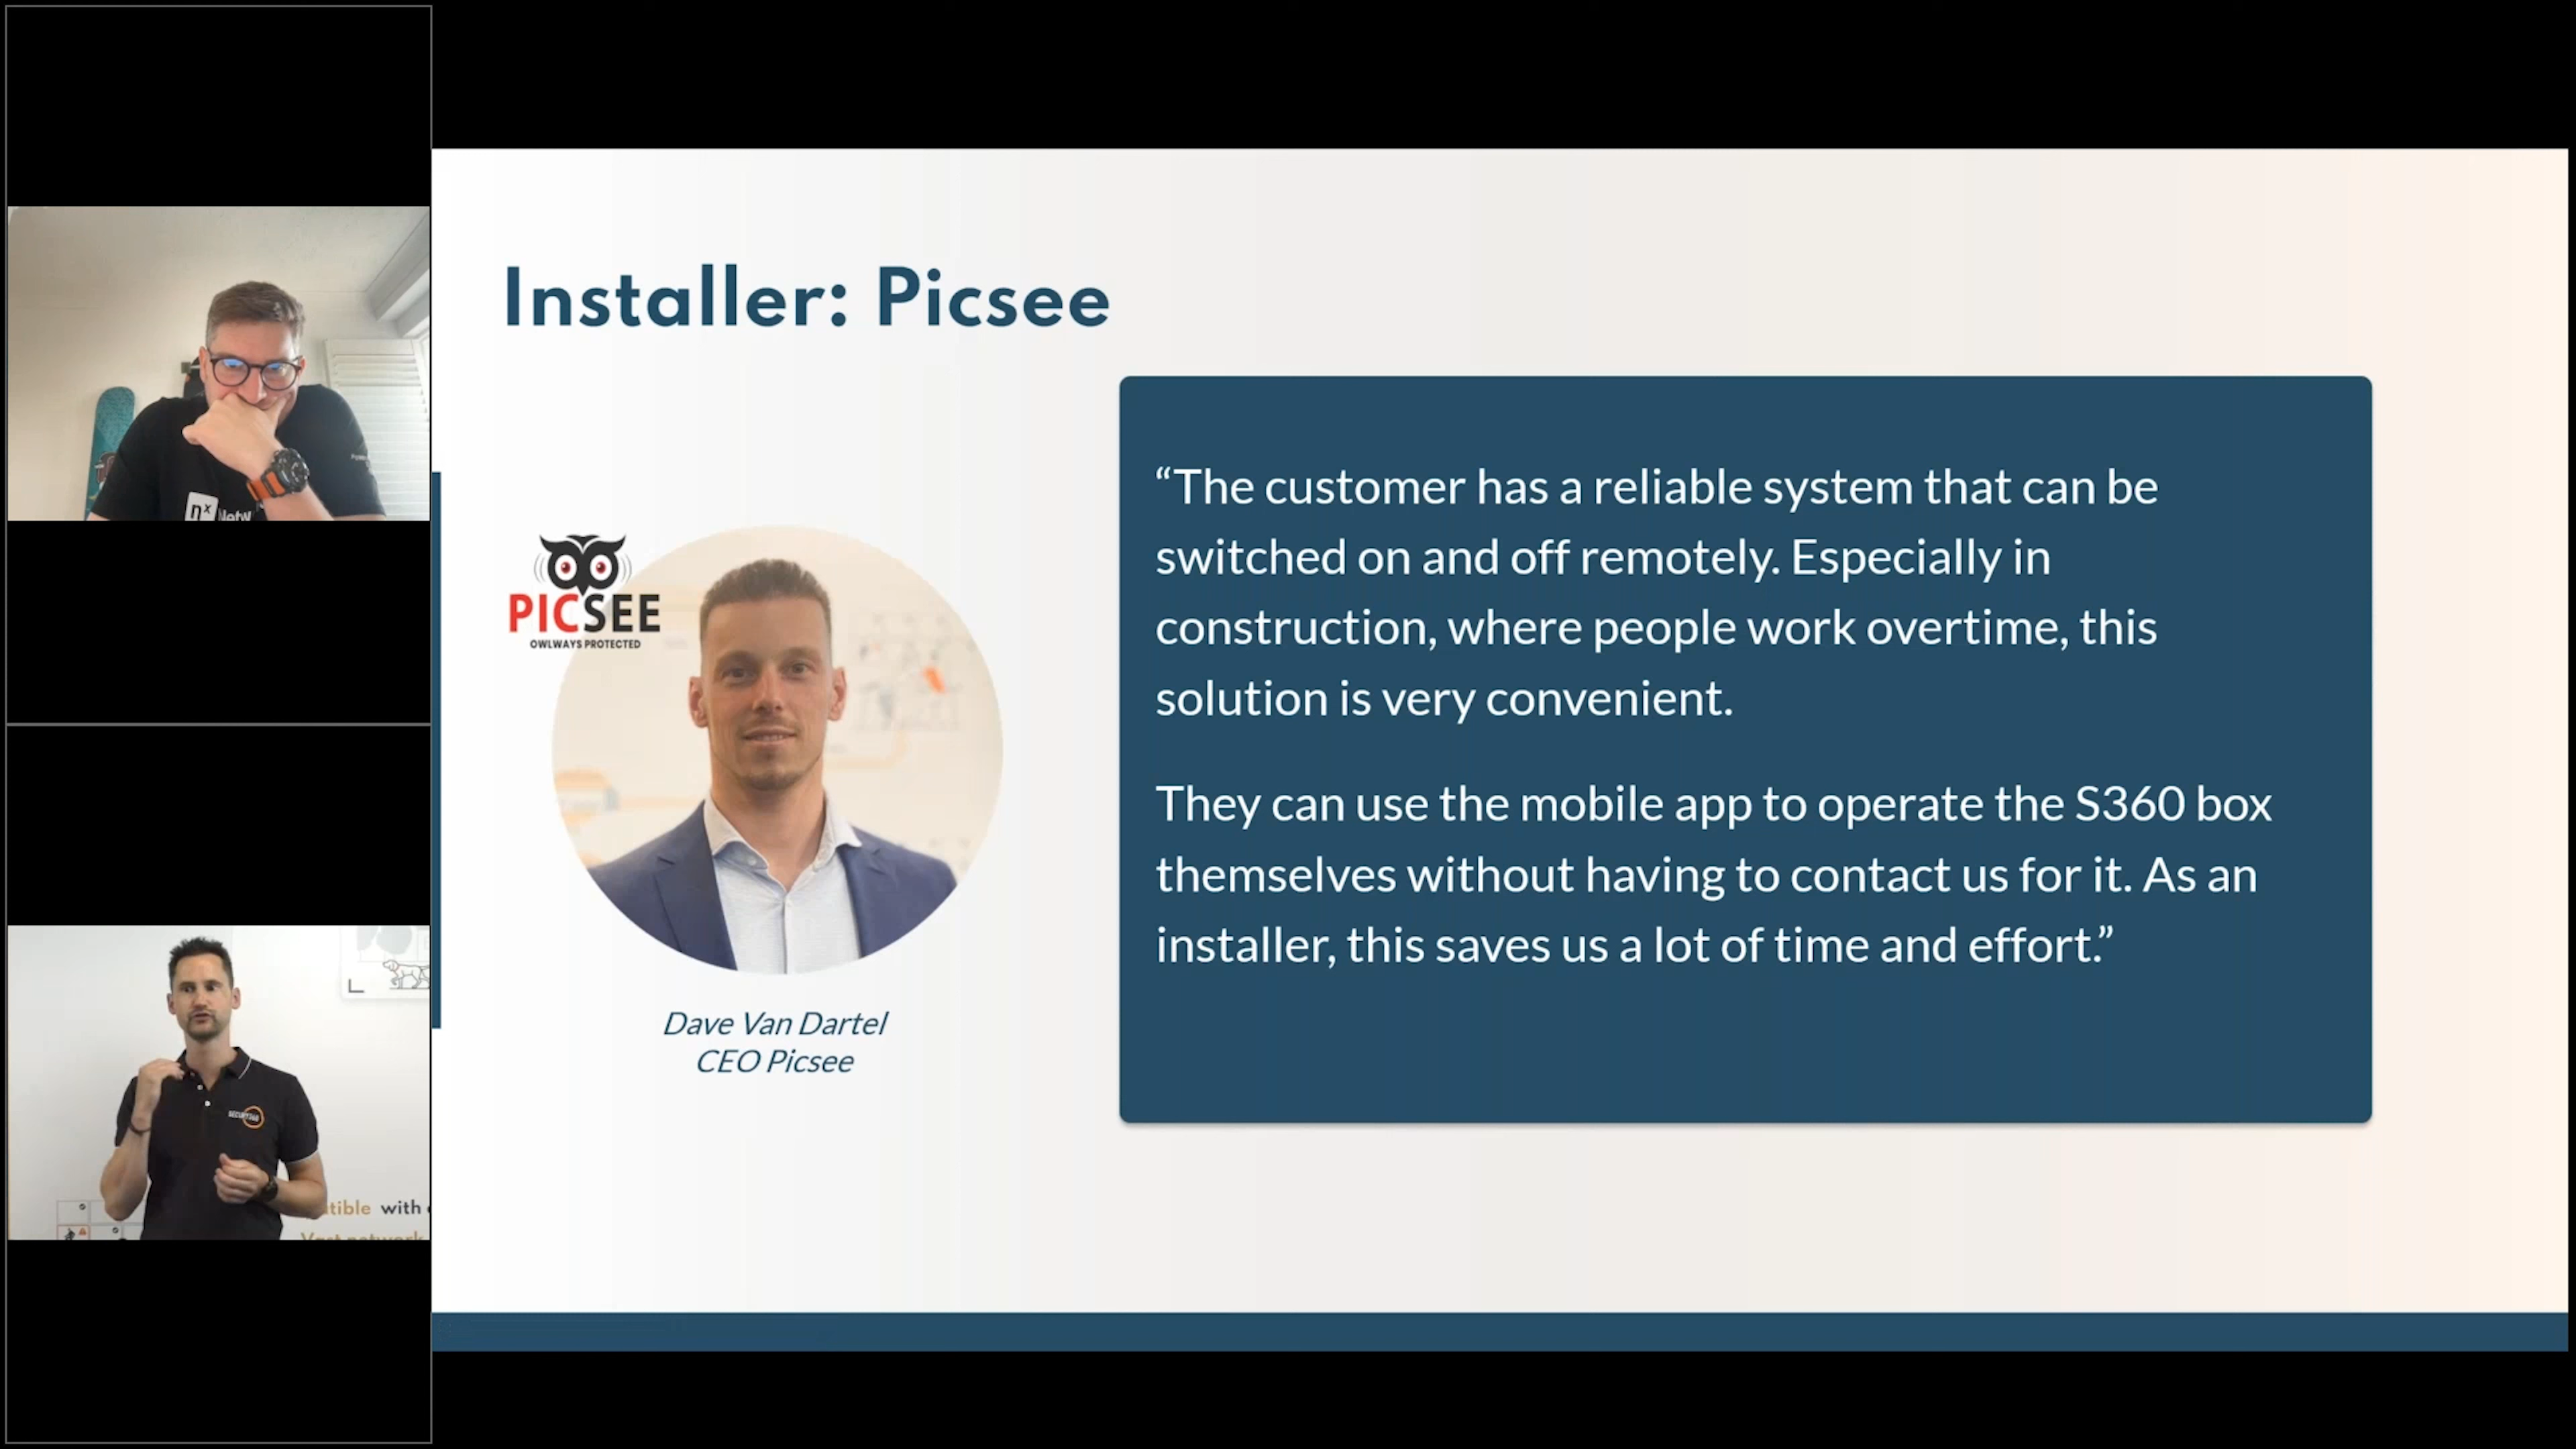 Installer: Picsee
PICSEE
OWLWAYS PROTECTED
“The customer has a reliable system that can be
switched on and off remotely. Especially in
construction, where people work overtime, this
solution is very convenient.
They can use the mobile app to operate the S360 box
themselves without having to contact us for it. As an
installer, this saves us a lot of time and effort.”
Dave Van Dartel
CEO Picsee
nx
with